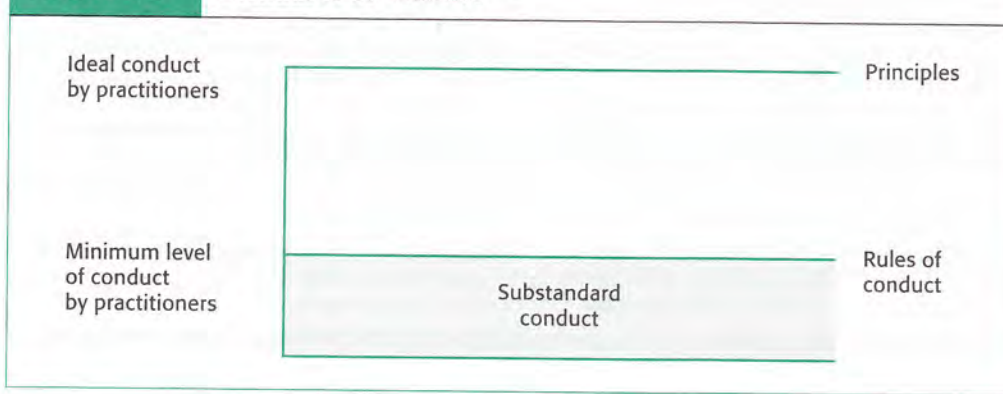 Ideal conduct
by practitioners
Principles
Minimum level
of conduct
by practitioners
Rules of
conduct
Substandard
conduct